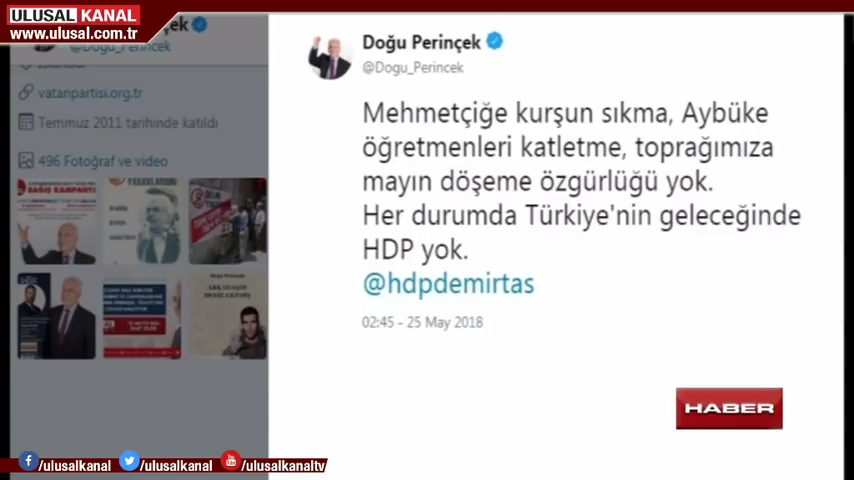 ULUSAL KANAL
www.ulusal.com.tr
@Dogu_Perincek
vatanpartisi.org.tr
Temmuz 2011 tarihinde katıldı
496 Fotoğraf ve video
Doğu Perinçek
@Dogu_Perincek
Mehmetçiğe kurşun sıkma, Aybüke
öğretmenleri katletme, toprağımıza
mayın döşeme özgürlüğü yok.
Her durumda Türkiye'nin geleceğinde
HDP yok.
@hdpdemirtas
02:45 - 25 May 2018
HABER
/ulusalkanal
/ulusalkanal
/ulusalkanaltv